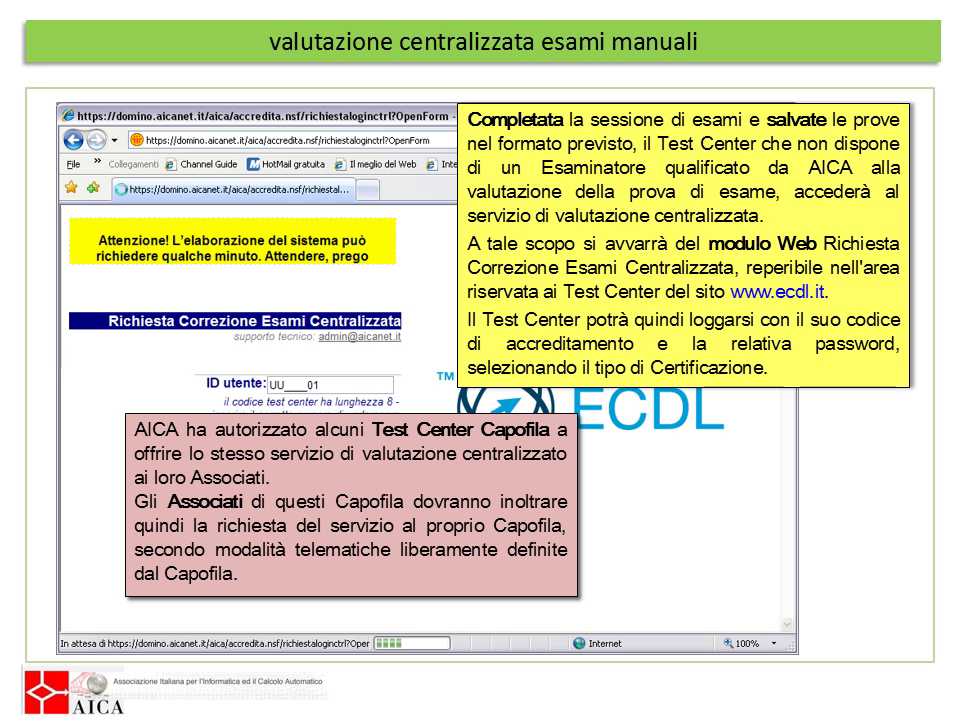 valutazione centralizzata esami manuali
https://domino.aicanet.it/aica/accredita.nsf/richiestaloginctrl?OpenForm -
https://domino.aicanet.it/aica/accredita.nsf/richiestaloginctrl?OpenForm
File » Collegamenti Channel Guide HotMail gratuita Il meglio del Web Inte
https://domino.aicanet.it/aica/accredita.nsf/richiestal...
Attenzione! L'elaborazione del sistema può
richiedere qualche minuto. Attendere, prego
Richiesta Correzione Esami Centralizzata
supporto tecnico: admin@aicanet.it
ID utente: UU____01
il codice test center ha lunghezza 8 -
Completata la sessione di esami e salvate le prove
nel formato previsto, il Test Center che non dispone
di un Esaminatore qualificato da AICA alla
valutazione della prova di esame, accederà al
servizio di valutazione centralizzata.
A tale scopo si avvarrà del modulo Web Richiesta
Correzione Esami Centralizzata, reperibile nell'area
riservata ai Test Center del sito www.ecdl.it.
Il Test Center potrà quindi loggarsi con il suo codice
di accreditamento e la relativa password,
selezionando il tipo di Certificazione.
TM
ECDL
AICA ha autorizzato alcuni Test Center Capofila a
offrire lo stesso servizio di valutazione centralizzato
ai loro Associati.
Gli Associati di questi Capofila dovranno inoltrare
quindi la richiesta del servizio al proprio Capofila,
secondo modalità telematiche liberamente definite
dal Capofila.
In attesa di https://domino.aicanet.it/aica/accredita.nsf/richiestaloginctrl?Oper Internet 100%
Associazione Italiana per l'Informatica ed il Calcolo Automatico
AICA